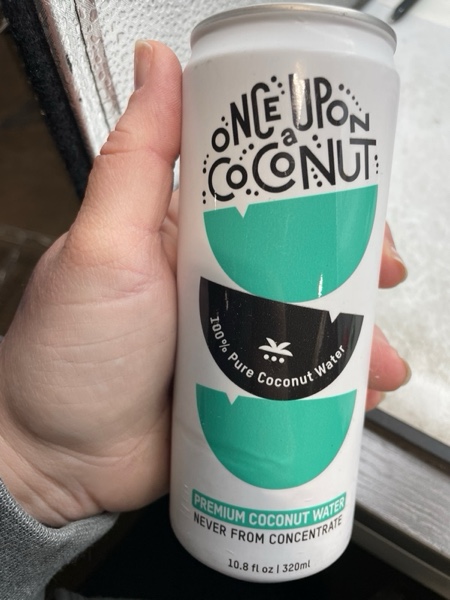 ONCE UPON
a
COCONUT
100% Pure Coconut Water
PREMIUM COCONUT WATER
NEVER FROM CONCENTRATE
10.8 fl oz | 320ml